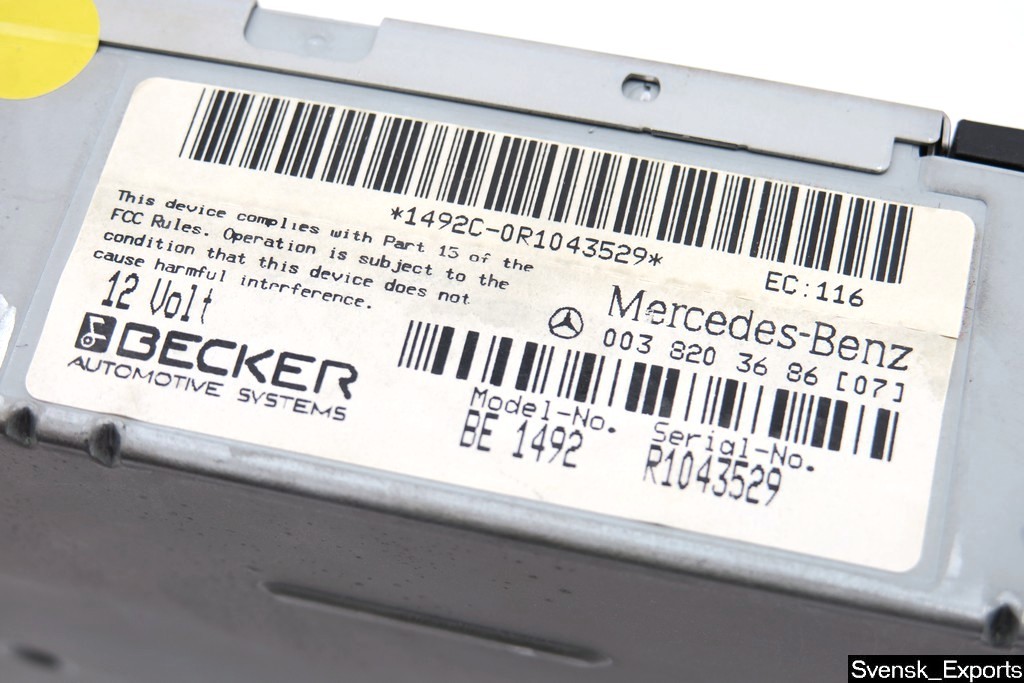 *1492C-0R1043529*
EC:116
This device complies with Part 15 of the
FCC Rules. Operation is subject to the
condition that this device does not
cause harmful intrrference.
12 Volt
BECKER
AUTOMOTIVE SYSTEMS
Mercedes-Benz
003 820 36 86 [07]
Model-No.
BE 1492
Serial-No.
R1043529
Svensk_Exports